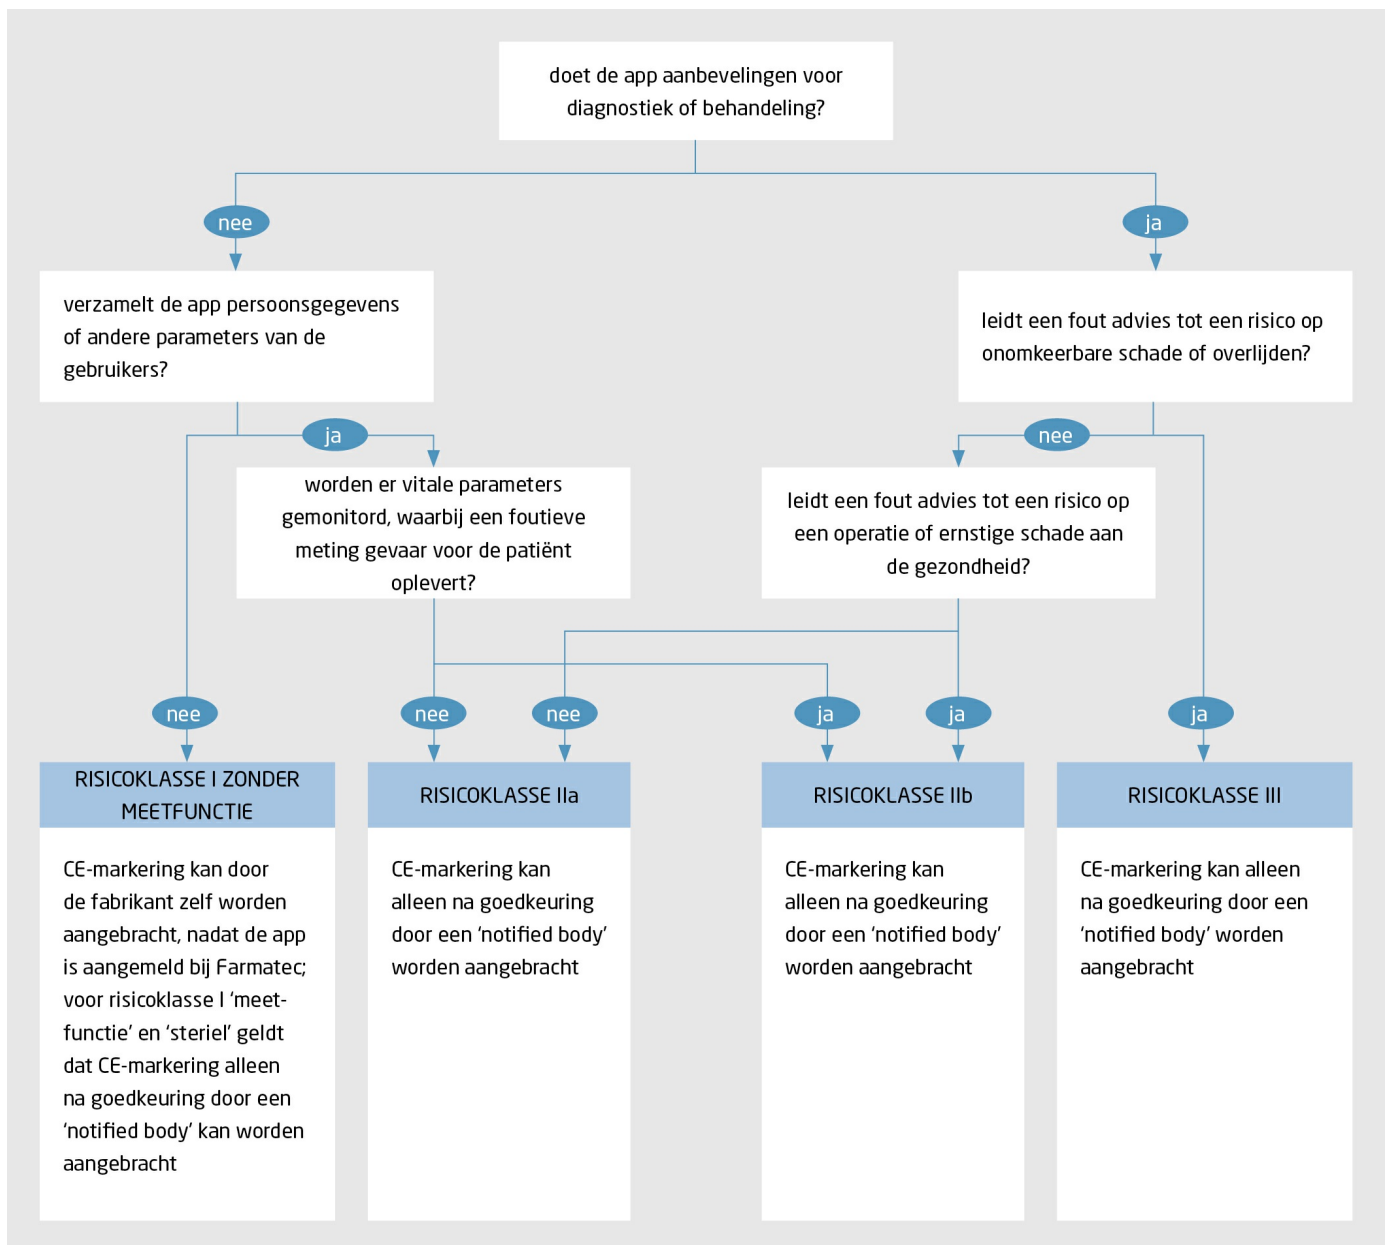 doet de app aanbevelingen voor
diagnostiek of behandeling?
nee
ja
verzamelt de app persoonsgegevens
of andere parameters van de
gebruikers?
leidt een fout advies tot een risico op
onomkeerbare schade of overlijden?
ja
nee
worden er vitale parameters
gemonitord, waarbij een foutieve
meting gevaar voor de patiënt
oplevert?
leidt een fout advies tot een risico op
een operatie of ernstige schade aan
de gezondheid?
nee
nee
nee
ja
ja
ja
RISICOKLASSE I ZONDER
MEETFUNCTIE
CE-markering kan door
de fabrikant zelf worden
aangebracht, nadat de app
is aangemeld bij Farmatec;
voor risicoklasse I ‘meet-
functie’ en ‘steriel’ geldt
dat CE-markering alleen
na goedkeuring door een
‘notified body’ kan worden
aangebracht
RISICOKLASSE IIa
CE-markering kan
alleen na goedkeuring
door een ‘notified body’
worden aangebracht
RISICOKLASSE IIb
CE-markering kan
alleen na goedkeuring
door een ‘notified body’
worden aangebracht
RISICOKLASSE III
CE-markering kan alleen
na goedkeuring door een
‘notified body’ worden
aangebracht